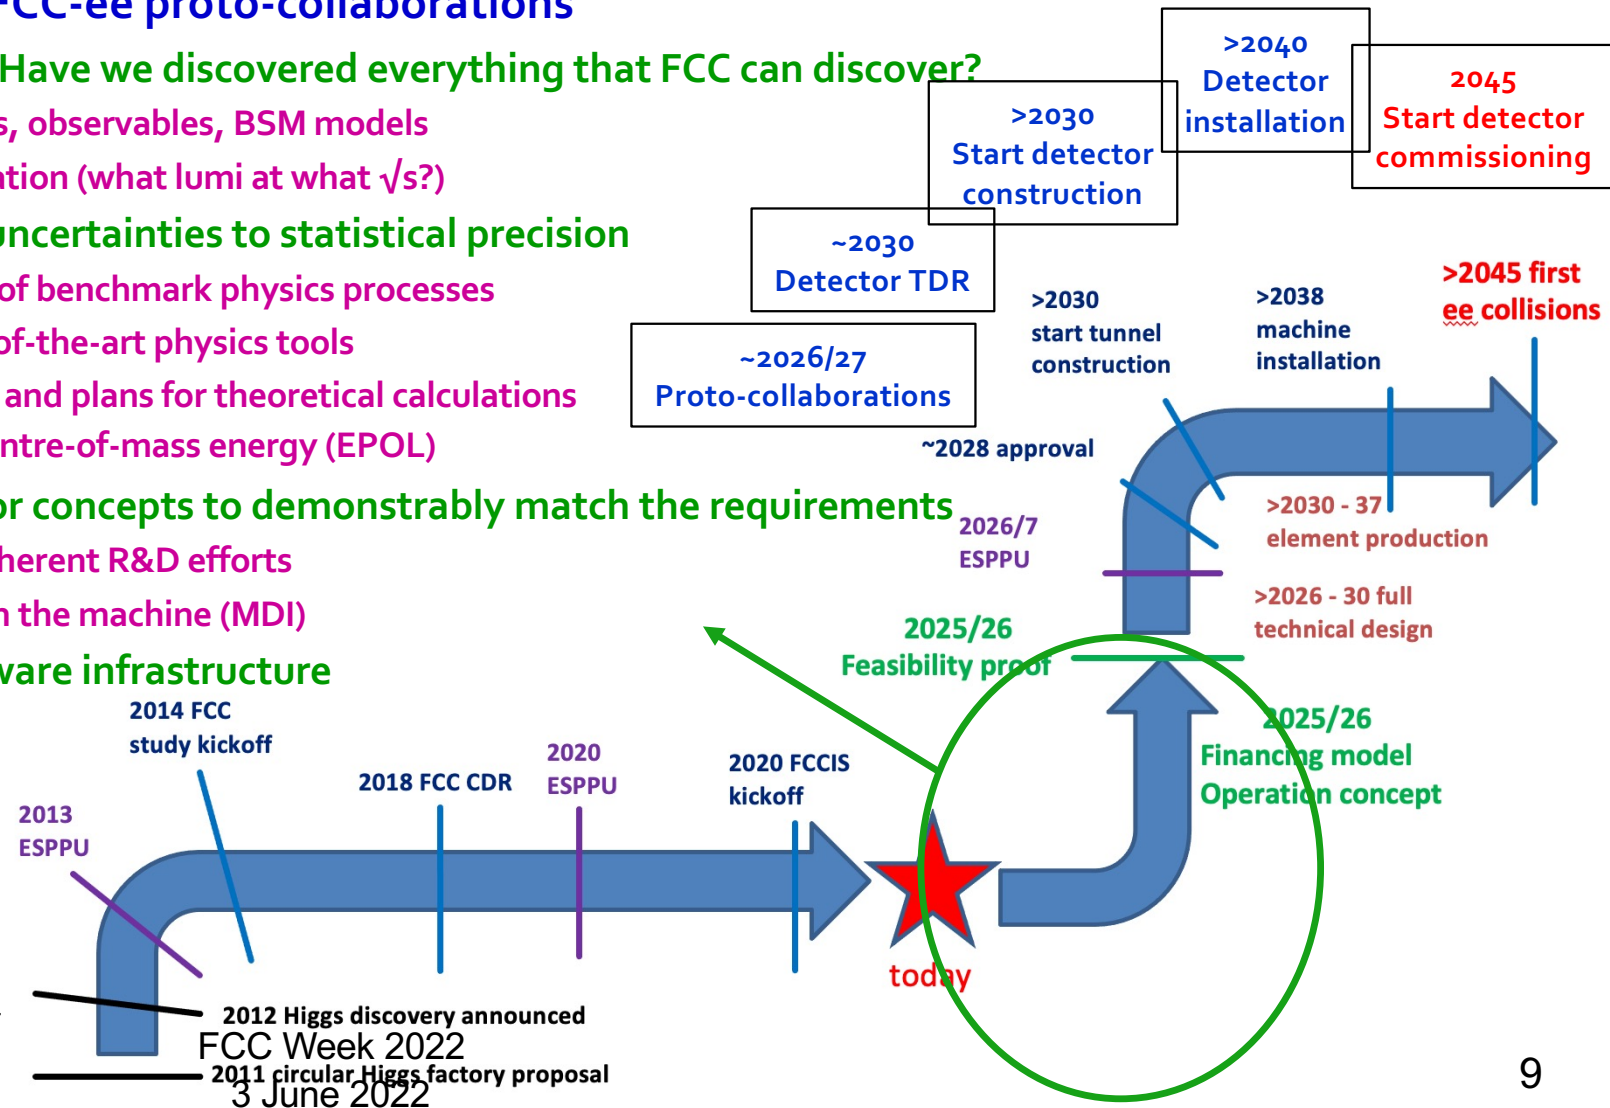 FCC-ee proto-collaborations
Have we discovered everything that FCC can discover?
s, observables, BSM models
ation (what lumi at what √s?)
uncertainties to statistical precision
of benchmark physics processes
of-the-art physics tools
and plans for theoretical calculations
ntre-of-mass energy (EPOL)
or concepts to demonstrably match the requirements
herent R&D efforts
n the machine (MDI)
ware infrastructure
>2040
Detector
installation
2045
Start detector
commissioning
>2030
Start detector
construction
~2030
Detector TDR
~2026/27
Proto-collaborations
>2030
start tunnel
construction
>2038
machine
installation
>2045 first
ee collisions
~2028 approval
2026/7
ESPPU
>2030 - 37
element production
>2026 - 30 full
technical design
2025/26
Feasibility proof
2025/26
Financing model
Operation concept
2014 FCC
study kickoff
2018 FCC CDR
2020
ESPPU
2020 FCCIS
kickoff
2013
ESPPU
today
2012 Higgs discovery announced
FCC Week 2022
2011 circular Higgs factory proposal
3 June 2022
9